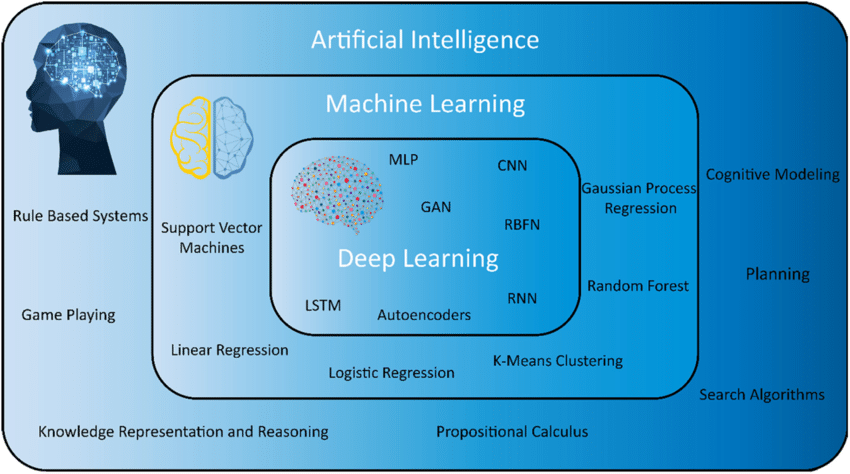 Artificial Intelligence
Machine Learning
MLP
CNN
Cognitive Modeling
Gaussian Process
Regression
GAN
Rule Based Systems
Support Vector
Machines
RBFN
Deep Learning
Planning
Random Forest
LSTM
Autoencoders
RNN
Game Playing
Linear Regression
Logistic Regression
K-Means Clustering
Search Algorithms
Knowledge Representation and Reasoning
Propositional Calculus